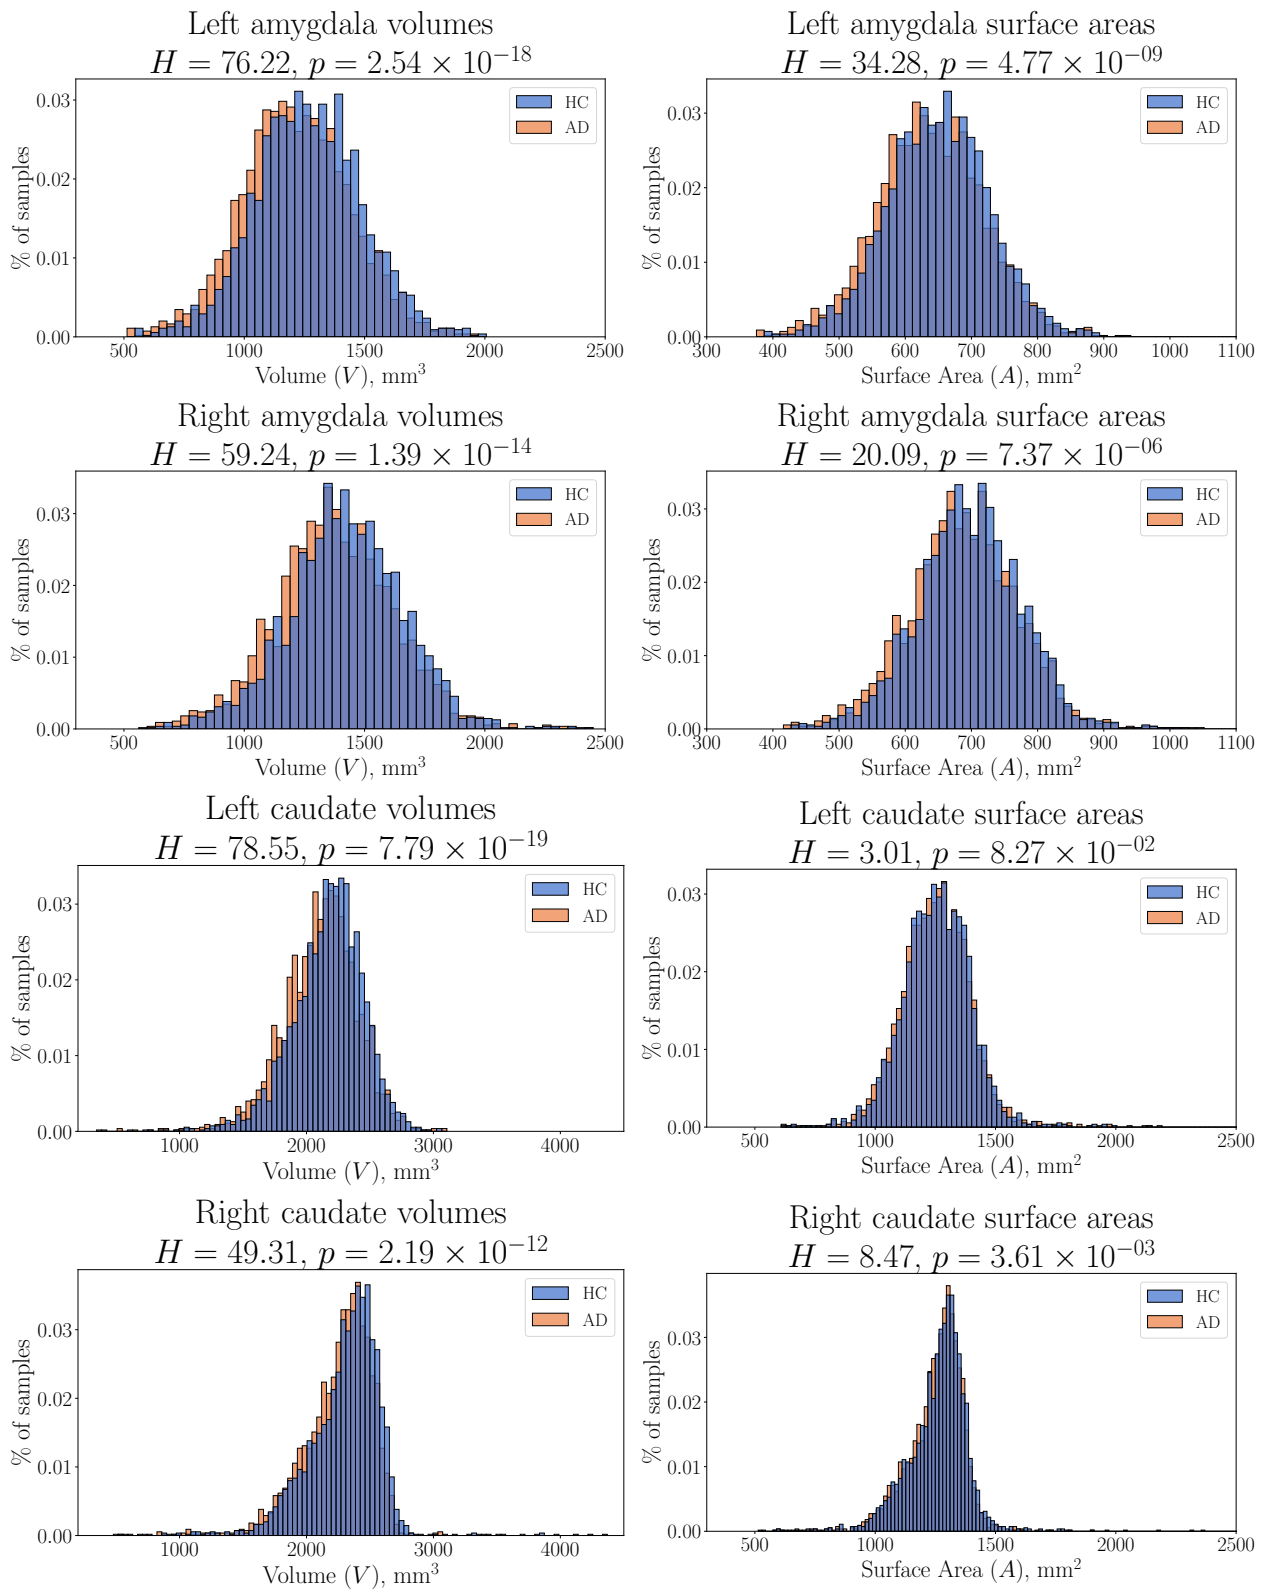 Left amygdala volumes
H = 76.22, p = 2.54 × 10⁻¹⁸
% of samples
0.03
0.02
0.01
0.00
HC
AD
500 1000 1500 2000 2500
Volume (V), mm³
Left amygdala surface areas
H = 34.28, p = 4.77 × 10⁻⁰⁹
% of samples
0.03
0.02
0.01
0.00
HC
AD
300 400 500 600 700 800 900 1000 1100
Surface Area (A), mm²
Right amygdala volumes
H = 59.24, p = 1.39 × 10⁻¹⁴
% of samples
0.03
0.02
0.01
0.00
HC
AD
500 1000 1500 2000 2500
Volume (V), mm³
Right amygdala surface areas
H = 20.09, p = 7.37 × 10⁻⁰⁶
% of samples
0.03
0.02
0.01
0.00
HC
AD
300 400 500 600 700 800 900 1000 1100
Surface Area (A), mm²
Left caudate volumes
H = 78.55, p = 7.79 × 10⁻¹⁹
% of samples
0.03
0.02
0.01
0.00
HC
AD
1000 2000 3000 4000
Volume (V), mm³
Left caudate surface areas
H = 3.01, p = 8.27 × 10⁻⁰²
% of samples
0.03
0.02
0.01
0.00
HC
AD
500 1000 1500 2000 2500
Surface Area (A), mm²
Right caudate volumes
H = 49.31, p = 2.19 × 10⁻¹²
% of samples
0.03
0.02
0.01
0.00
HC
AD
1000 2000 3000 4000
Volume (V), mm³
Right caudate surface areas
H = 8.47, p = 3.61 × 10⁻⁰³
% of samples
0.03
0.02
0.01
0.00
HC
AD
500 1000 1500 2000 2500
Surface Area (A), mm²